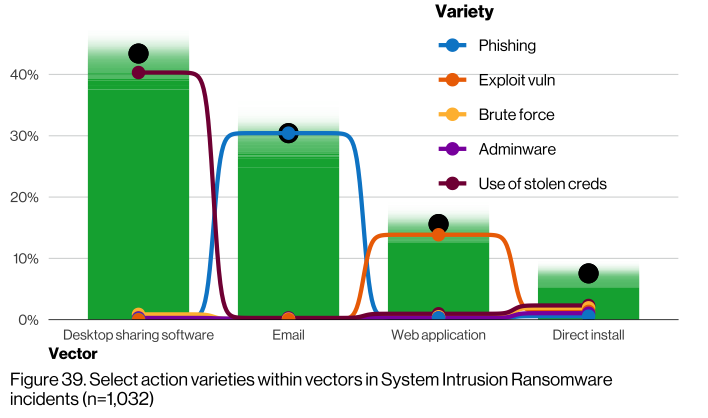 Variety
Phishing
Exploit vuln
Brute force
Adminware
Use of stolen creds
40%
30%
20%
10%
0%
Desktop sharing software
Email
Web application
Direct install
Vector
Figure 39. Select action varieties within vectors in System Intrusion Ransomware
incidents (n=1,032)